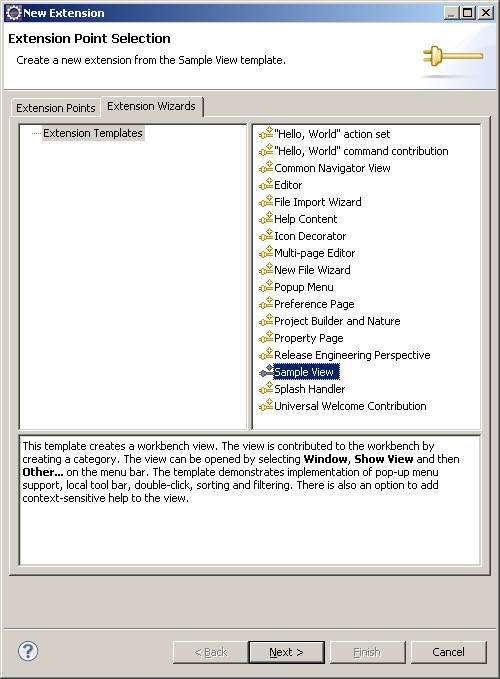 New Extension
Extension Point Selection
Create a new extension from the Sample View template.
Extension Points
Extension Wizards
Extension Templates
"Hello, World" action set
"Hello, World" command contribution
Common Navigator View
Editor
File Import Wizard
Help Content
Icon Decorator
Multi-page Editor
New File Wizard
Popup Menu
Preference Page
Project Builder and Nature
Property Page
Release Engineering Perspective
Sample View
Splash Handler
Universal Welcome Contribution
This template creates a workbench view. The view is contributed to the workbench by
creating a category. The view can be opened by selecting Window, Show View and then
Other... on the menu bar. The template demonstrates implementation of pop-up menu
support, local tool bar, double-click, sorting and filtering. There is also an option to add
context-sensitive help to the view.
?
< Back
Next >
Finish
Cancel